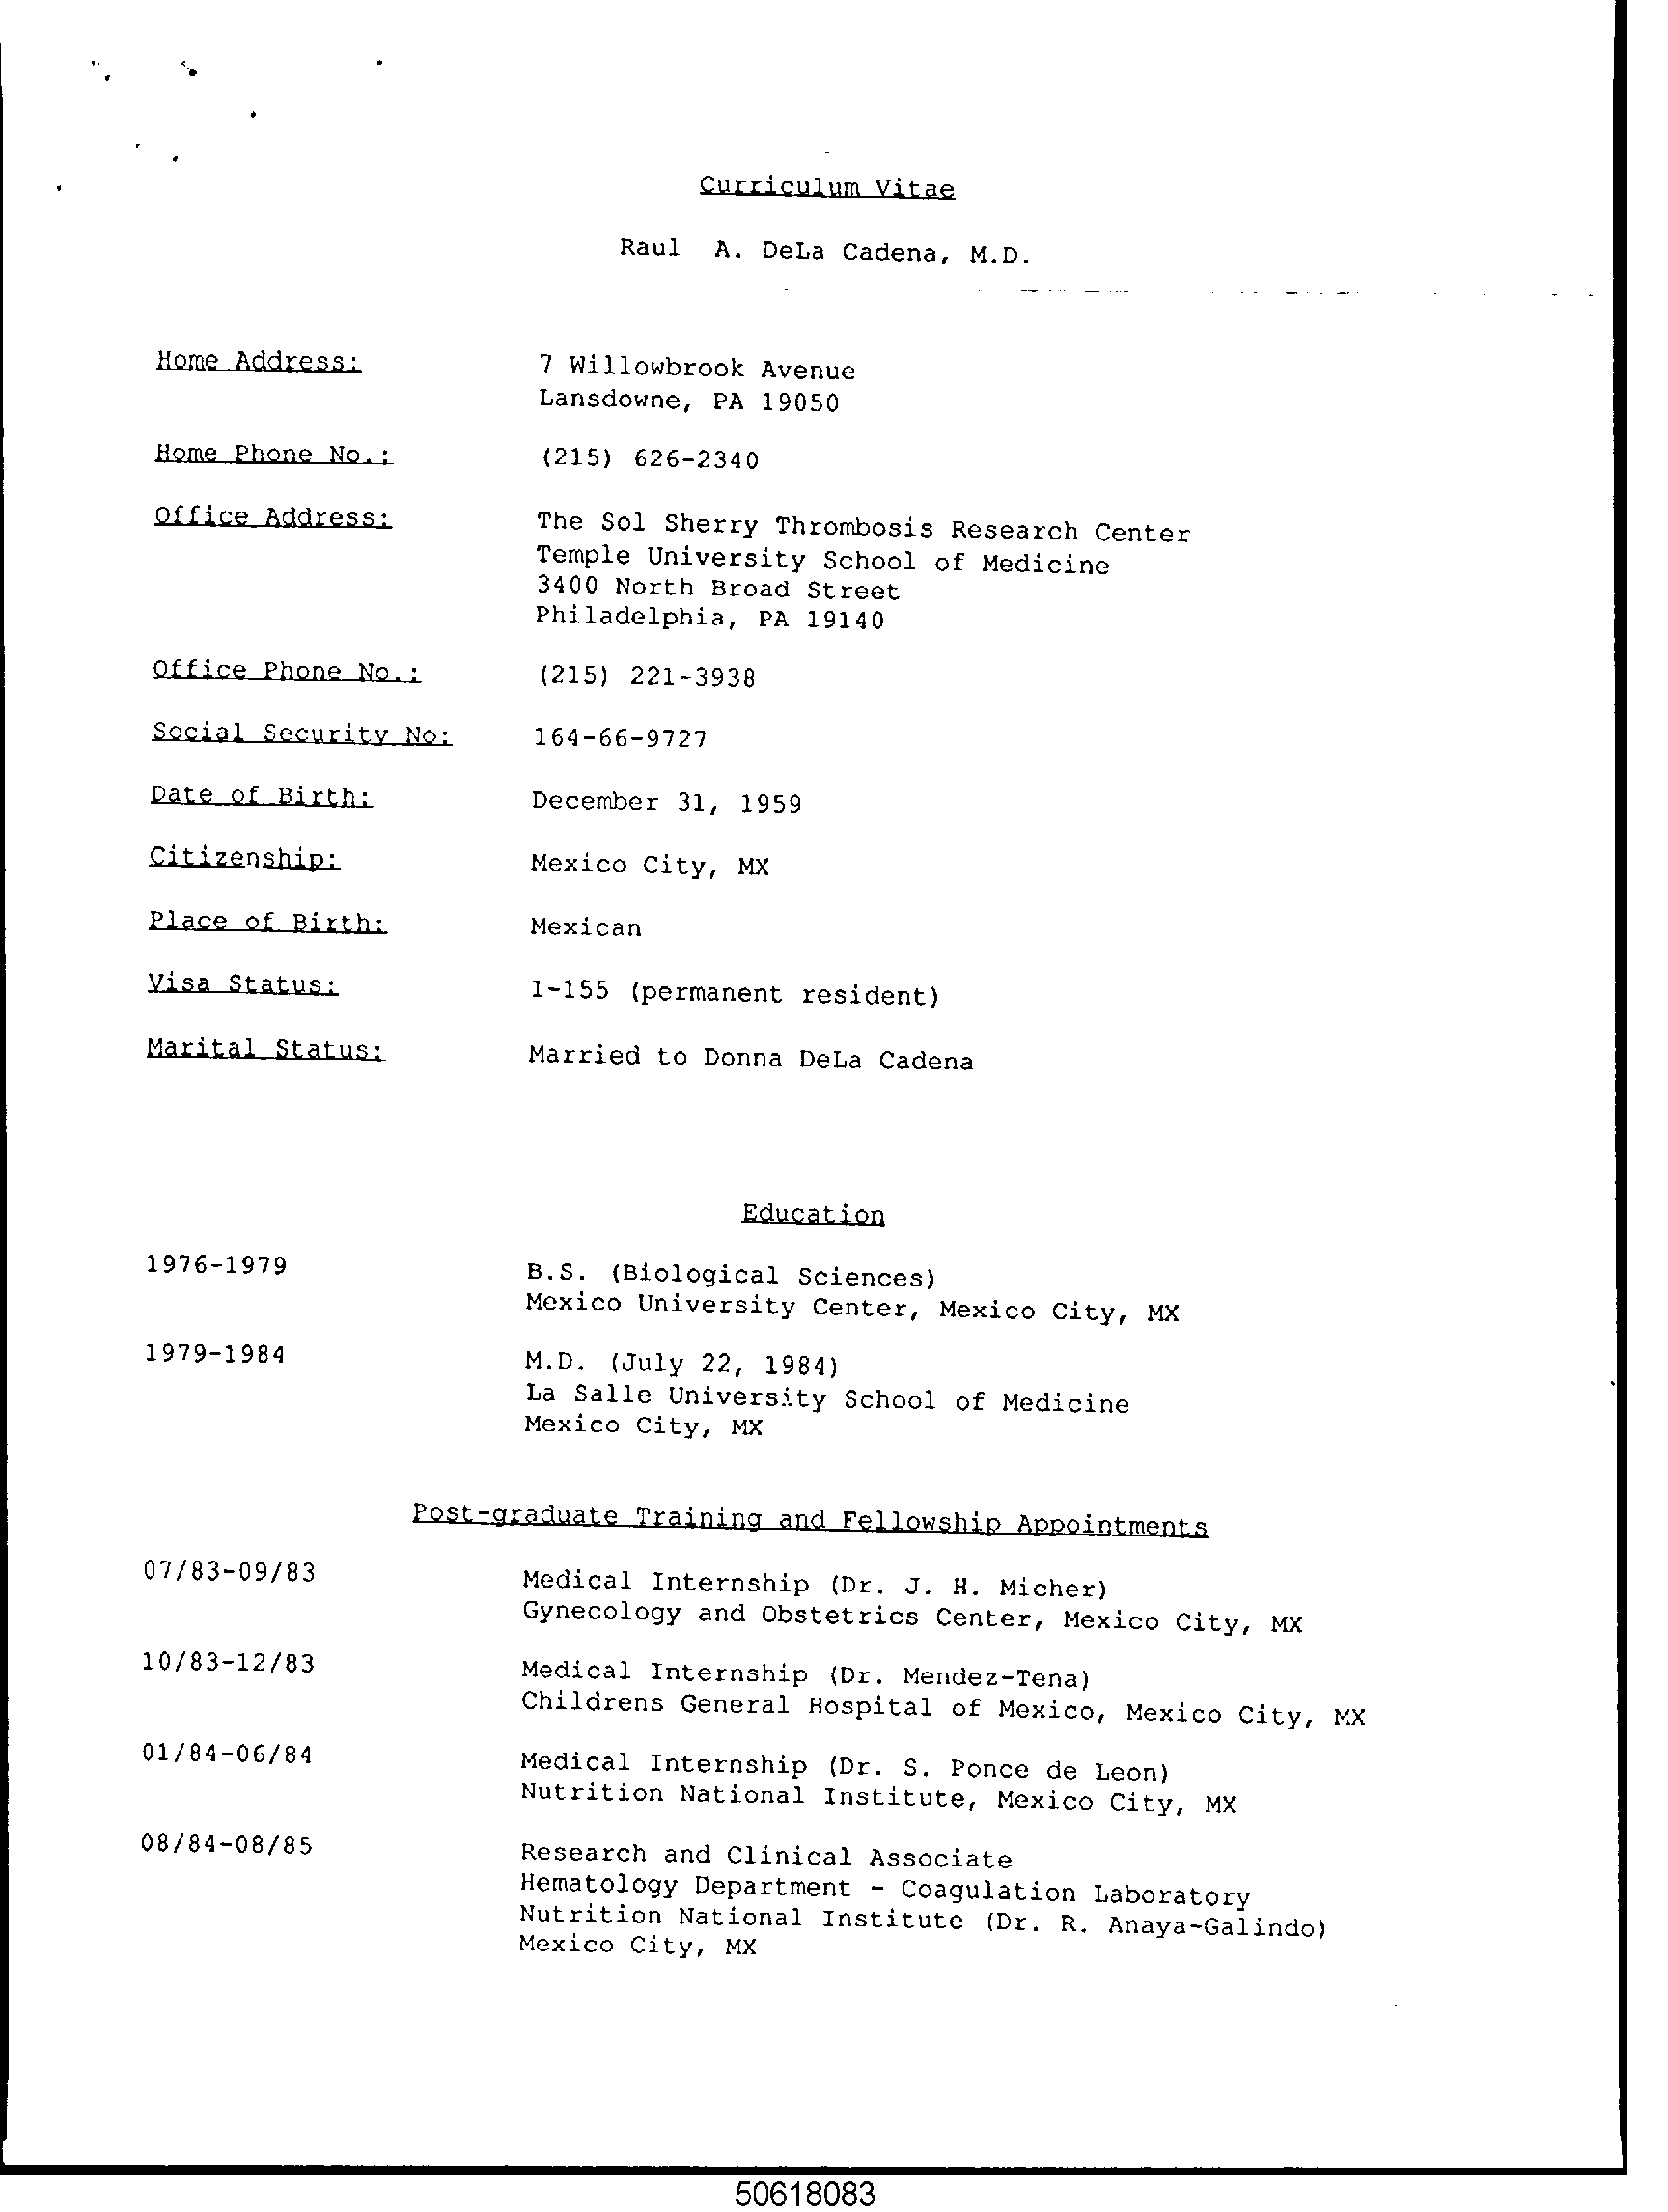 Curriculum Vitae
Raul A. DeLa Cadena, M.D.
Home Address: 7 Willowbrook Avenue
Lansdowne, PA 19050
Home Phone No.: (215) 626-2340
Office Address: The Sol Sherry Thrombosis Research Center
Temple University School of Medicine
3400 North Broad Street
Philadelphia, PA 19140
Office Phone No.: (215) 221-3938
Social Security No: 164-66-9727
Date of Birth: December 31, 1959
Citizenship: Mexico City, MX
Place of Birth: Mexican
Visa Status: I-155 (permanent resident)
Marital Status: Married to Donna DeLa Cadena
Education
1976-1979 B.S. (Biological Sciences)
Mexico University Center, Mexico City, MX
1979-1984 M.D. (July 22, 1984)
La Salle University School of Medicine
Mexico City, MX
Post-graduate Training and Fellowship Appointments
07/83-09/83 Medical Internship (Dr. J. H. Micher)
Gynecology and Obstetrics Center, Mexico City, MX
10/83-12/83 Medical Internship (Dr. Mendez-Tena)
Childrens General Hospital of Mexico, Mexico City, MX
01/84-06/84 Medical Internship (Dr. S. Ponce de Leon)
Nutrition National Institute, Mexico City, MX
08/84-08/85 Research and Clinical Associate
Hematology Department - Coagulation Laboratory
Nutrition National Institute (Dr. R. Anaya-Galindo)
Mexico City, MX
50618083